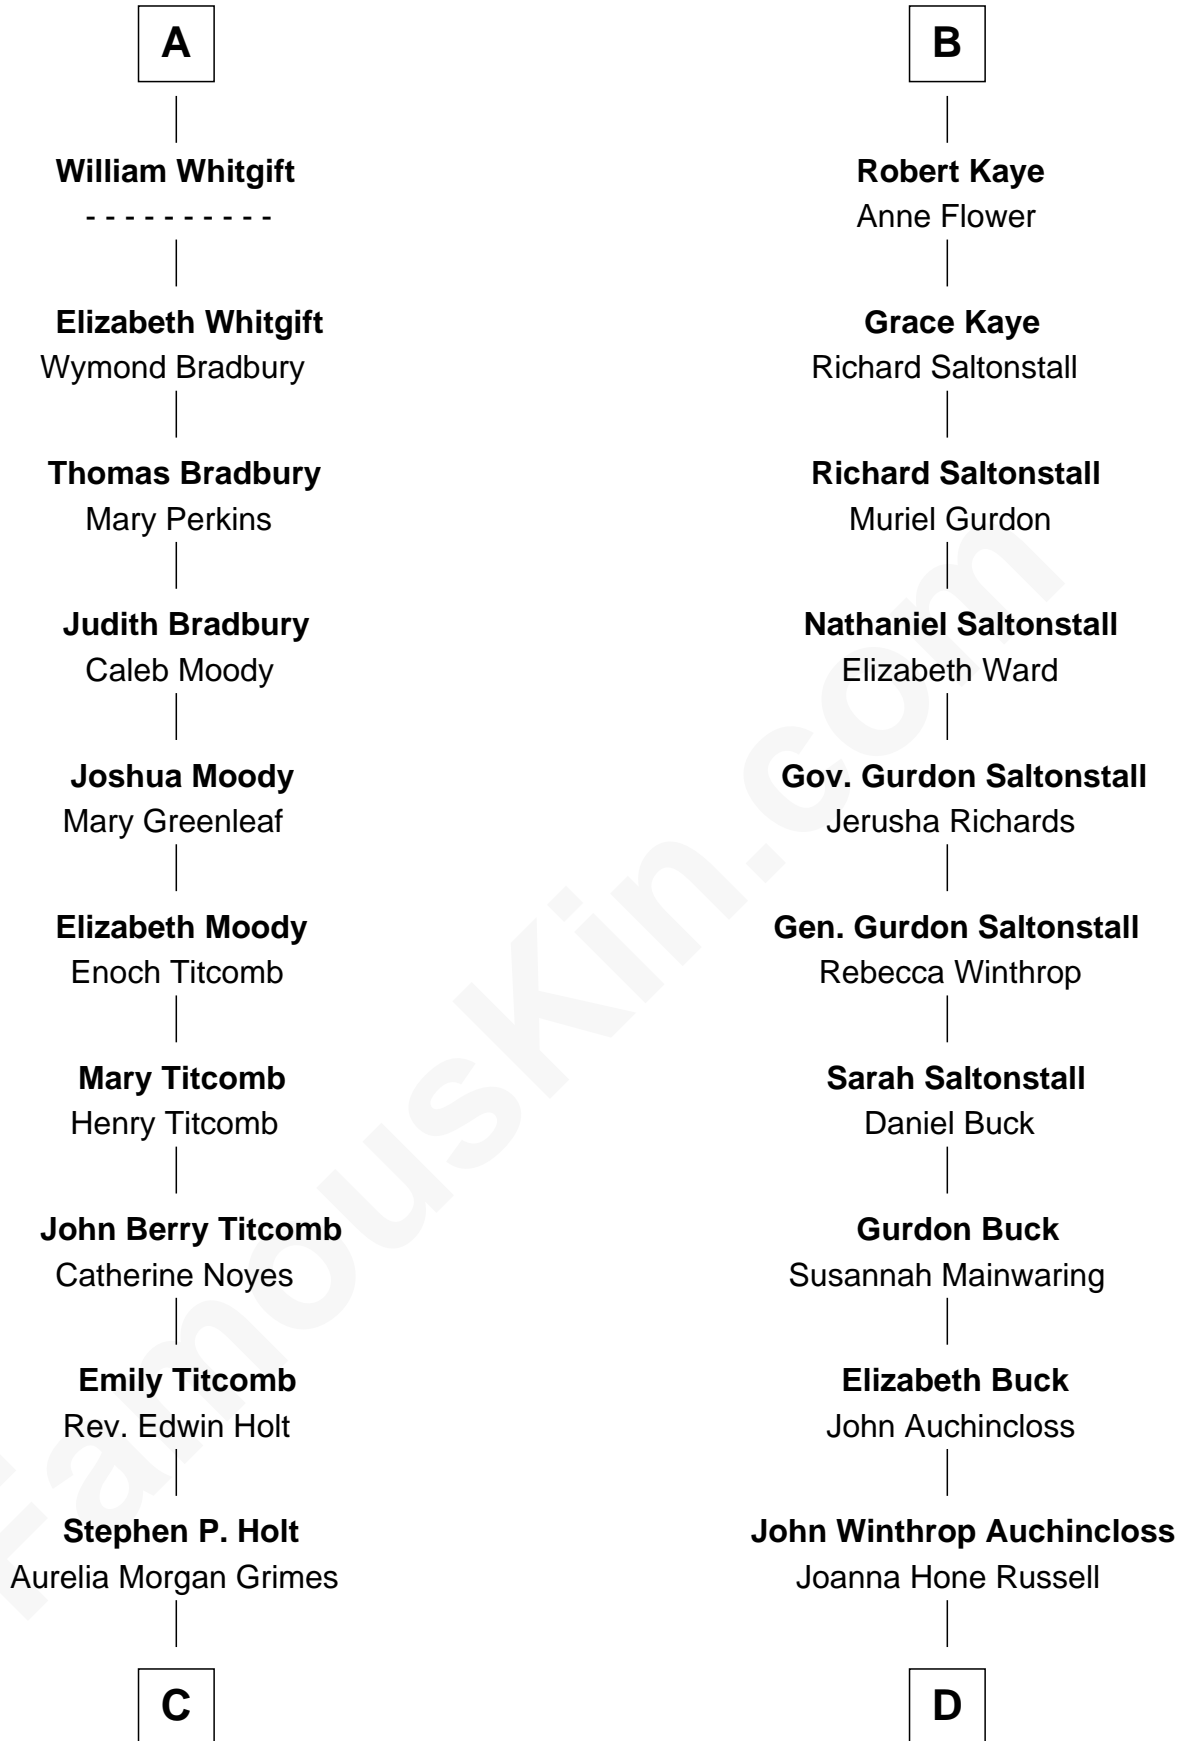 A
William Whitgift
- - - - - - - - - -
Elizabeth Whitgift
Wymond Bradbury
Thomas Bradbury
Mary Perkins
Judith Bradbury
Caleb Moody
Joshua Moody
Mary Greenleaf
Elizabeth Moody
Enoch Titcomb
Mary Titcomb
Henry Titcomb
John Berry Titcomb
Catherine Noyes
Emily Titcomb
Rev. Edwin Holt
Stephen P. Holt
Aurelia Morgan Grimes
C
B
Robert Kaye
Anne Flower
Grace Kaye
Richard Saltonstall
Richard Saltonstall
Muriel Gurdon
Nathaniel Saltonstall
Elizabeth Ward
Gov. Gurdon Saltonstall
Jerusha Richards
Gen. Gurdon Saltonstall
Rebecca Winthrop
Sarah Saltonstall
Daniel Buck
Gurdon Buck
Susannah Mainwaring
Elizabeth Buck
John Auchincloss
John Winthrop Auchincloss
Joanna Hone Russell
D
FamousKin.com